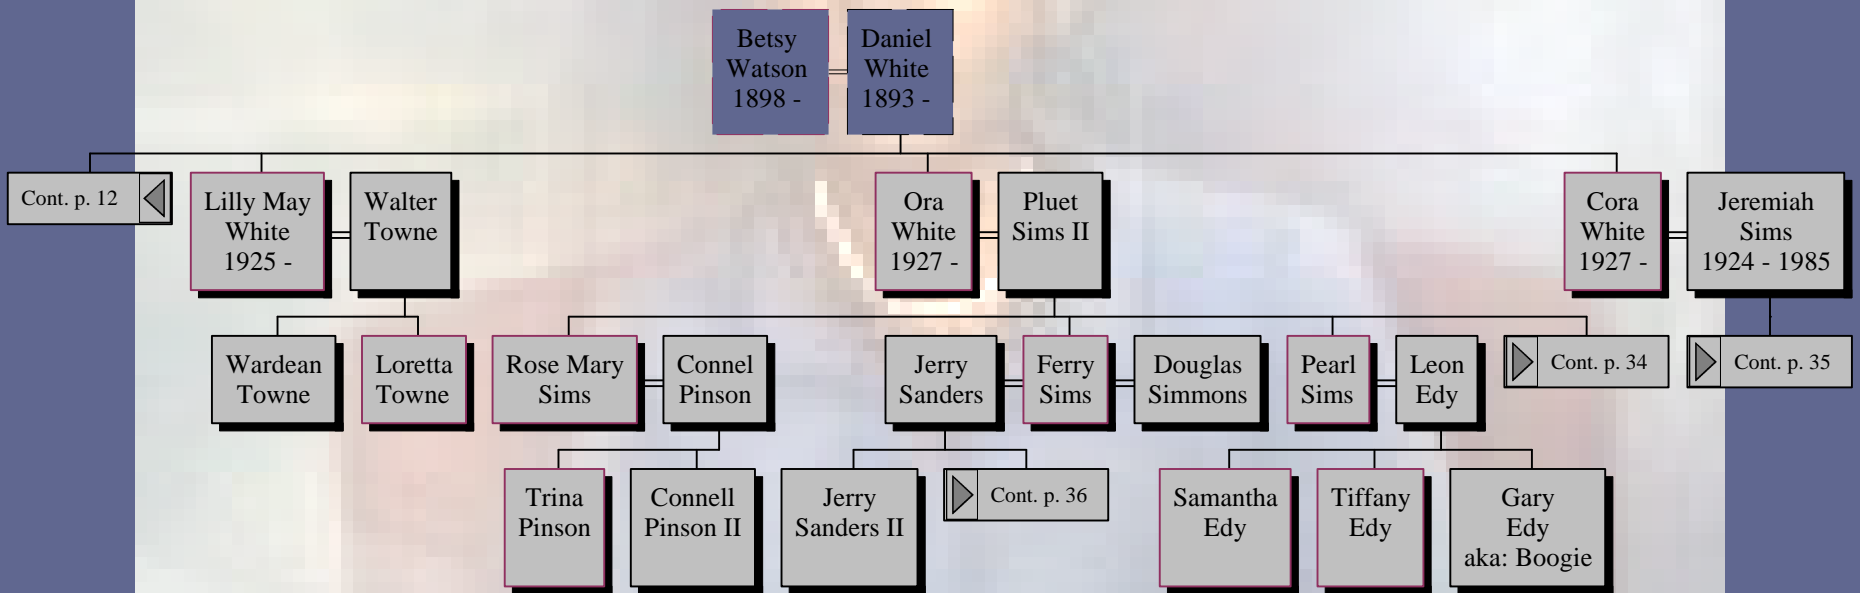 Betsy
Watson
1898 -
Daniel
White
1893 -
Cont. p. 12
Lilly May
White
1925 -
Walter
Towne
Ora
White
1927 -
Pluet
Sims II
Cora
White
1927 -
Jeremiah
Sims
1924 - 1985
Wardean
Towne
Loretta
Towne
Rose Mary
Sims
Connel
Pinson
Jerry
Sanders
Ferry
Sims
Douglas
Simmons
Pearl
Sims
Leon
Edy
Cont. p. 34
Cont. p. 35
Trina
Pinson
Connell
Pinson II
Jerry
Sanders II
Cont. p. 36
Samantha
Edy
Tiffany
Edy
Gary
Edy
aka: Boogie